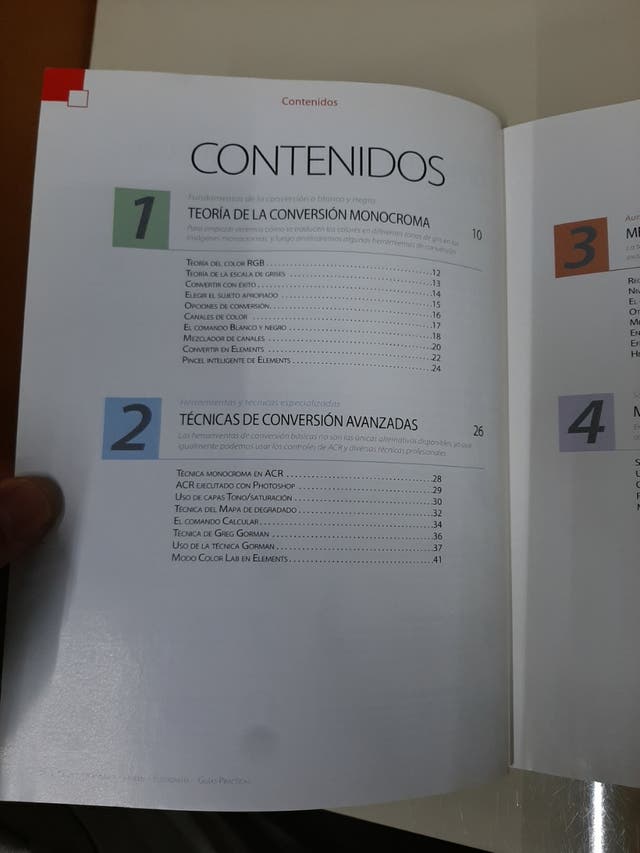 Contenidos
CONTENIDOS
1
Fundamentos de la conversión a blanco y negro
TEORÍA DE LA CONVERSIÓN MONOCROMA 10
Para empezar veremos cómo se traducen los colores en diferentes tonos de gris en las
imágenes monocromas, y luego analizaremos algunas herramientas de conversión
TEORÍA DEL COLOR RGB 12
TEORÍA DE LA ESCALA DE GRISES 13
CONVERTIR CON ÉXITO 14
ELEGIR EL SUJETO APROPIADO 14
OPCIONES DE CONVERSIÓN 15
CANALES DE COLOR 16
EL COMANDO BLANCO Y NEGRO 17
MEZCLADOR DE CANALES 18
CONVERTIR EN ELEMENTS 20
PINCEL INTELIGENTE DE ELEMENTS 22
24
2
Herramientas y técnicas especializadas
TÉCNICAS DE CONVERSIÓN AVANZADAS 26
Las herramientas de conversión básicas no son las únicas alternativas disponibles, ya que
igualmente podemos usar los controles de ACR y diversas técnicas profesionales
TÉCNICA MONOCROMA EN ACR 28
ACR EJECUTADO CON PHOTOSHOP 29
USO DE CAPAS TONO/SATURACIÓN 30
TÉCNICA DEL MAPA DE DEGRADADO 32
EL COMANDO CALCULAR 34
TÉCNICA DE GREG GORMAN 36
USO DE LA TÉCNICA GORMAN 37
MODO COLOR LAB EN ELEMENTS 41
GUÍAS PRÁCTICAS
3
4